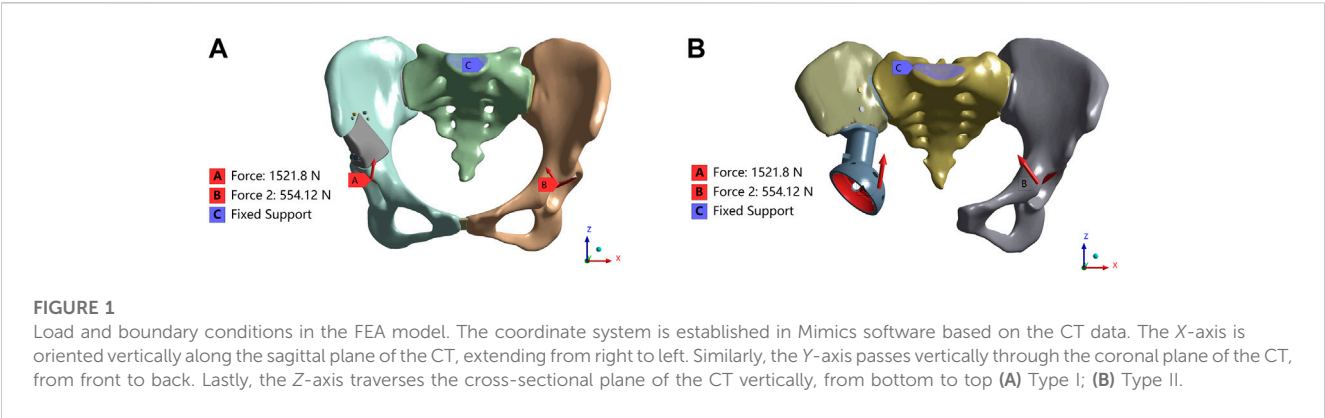 A
B
C
C
A
B
B
A Force: 1521.8 N
B Force 2: 554.12 N
C Fixed Support
A Force: 1521.8 N
B Force 2: 554.12 N
C Fixed Support
Z
X
Z
X
FIGURE 1
Load and boundary conditions in the FEA model. The coordinate system is established in Mimics software based on the CT data. The X-axis is
oriented vertically along the sagittal plane of the CT, extending from right to left. Similarly, the Y-axis passes vertically through the coronal plane of the CT,
from front to back. Lastly, the Z-axis traverses the cross-sectional plane of the CT vertically, from bottom to top (A) Type I; (B) Type II.